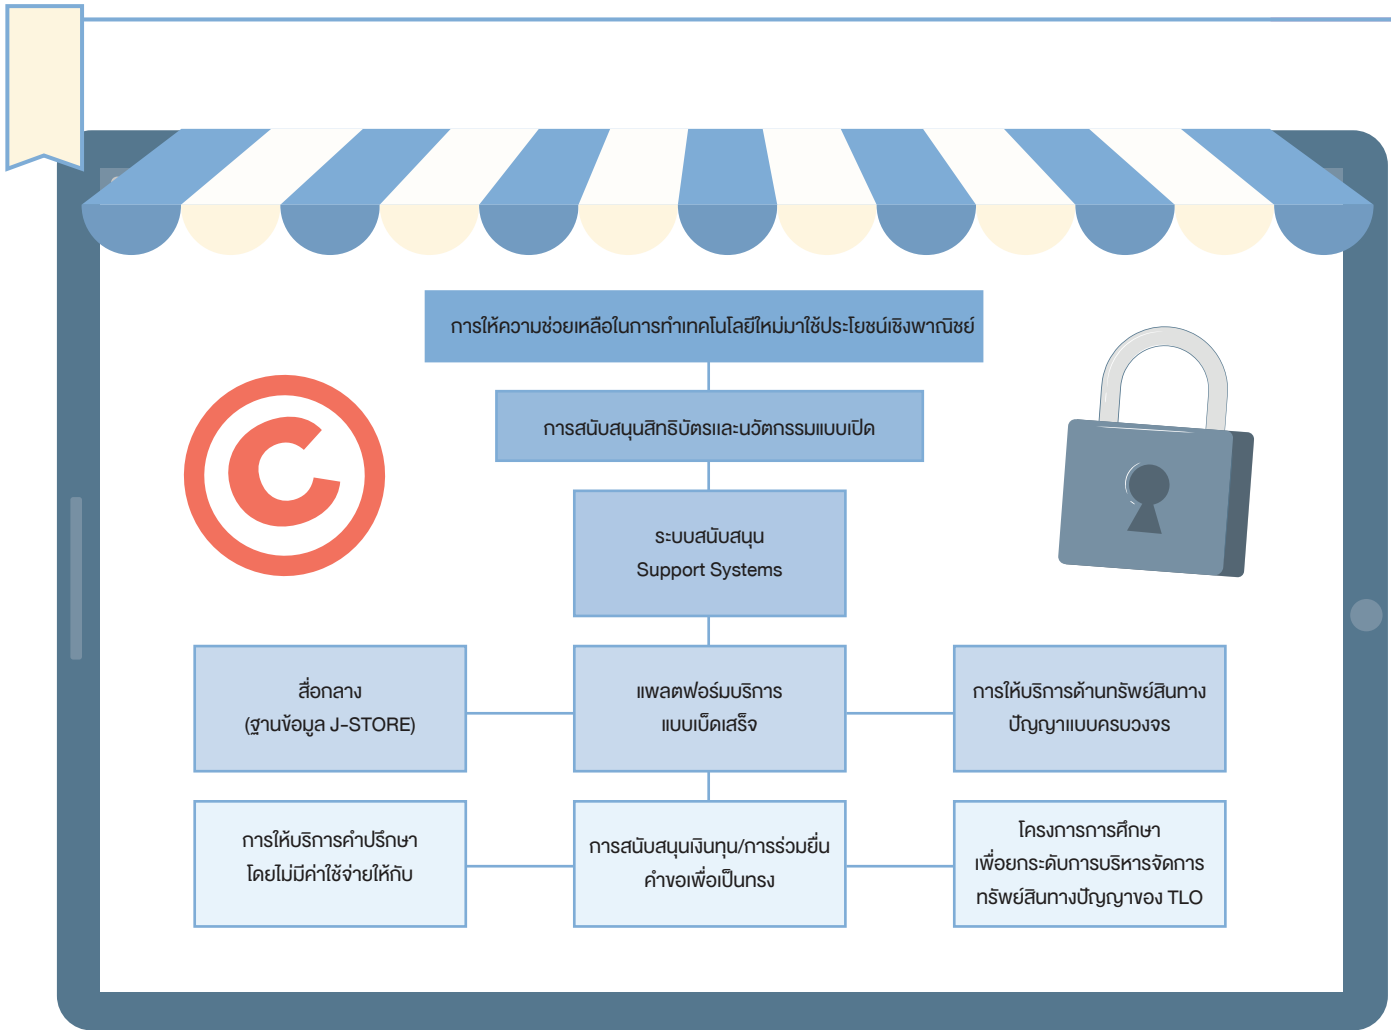 การให้ความช่วยเหลือในการทำเทคโนโลยีใหม่มาใช้ประโยชน์เชิงพาณิชย์
การสนับสนุนสิทธิบัตรและนวัตกรรมแบบเปิด
ระบบสนับสนุน
Support Systems
สื่อกลาง
(ฐานข้อมูล J-STORE)
แพลตฟอร์มบริการ
แบบเบ็ดเสร็จ
การให้บริการด้านทรัพย์สินทาง
ปัญญาแบบครบวงจร
การให้บริการคำปรึกษา
โดยไม่มีค่าใช้จ่ายให้กับ
การสนับสนุนเงินทุน/การร่วมยื่น
คำขอเพื่อเป็นทรง
โครงการการศึกษา
เพื่อยกระดับการบริหารจัดการ
ทรัพย์สินทางปัญญาของ TLO